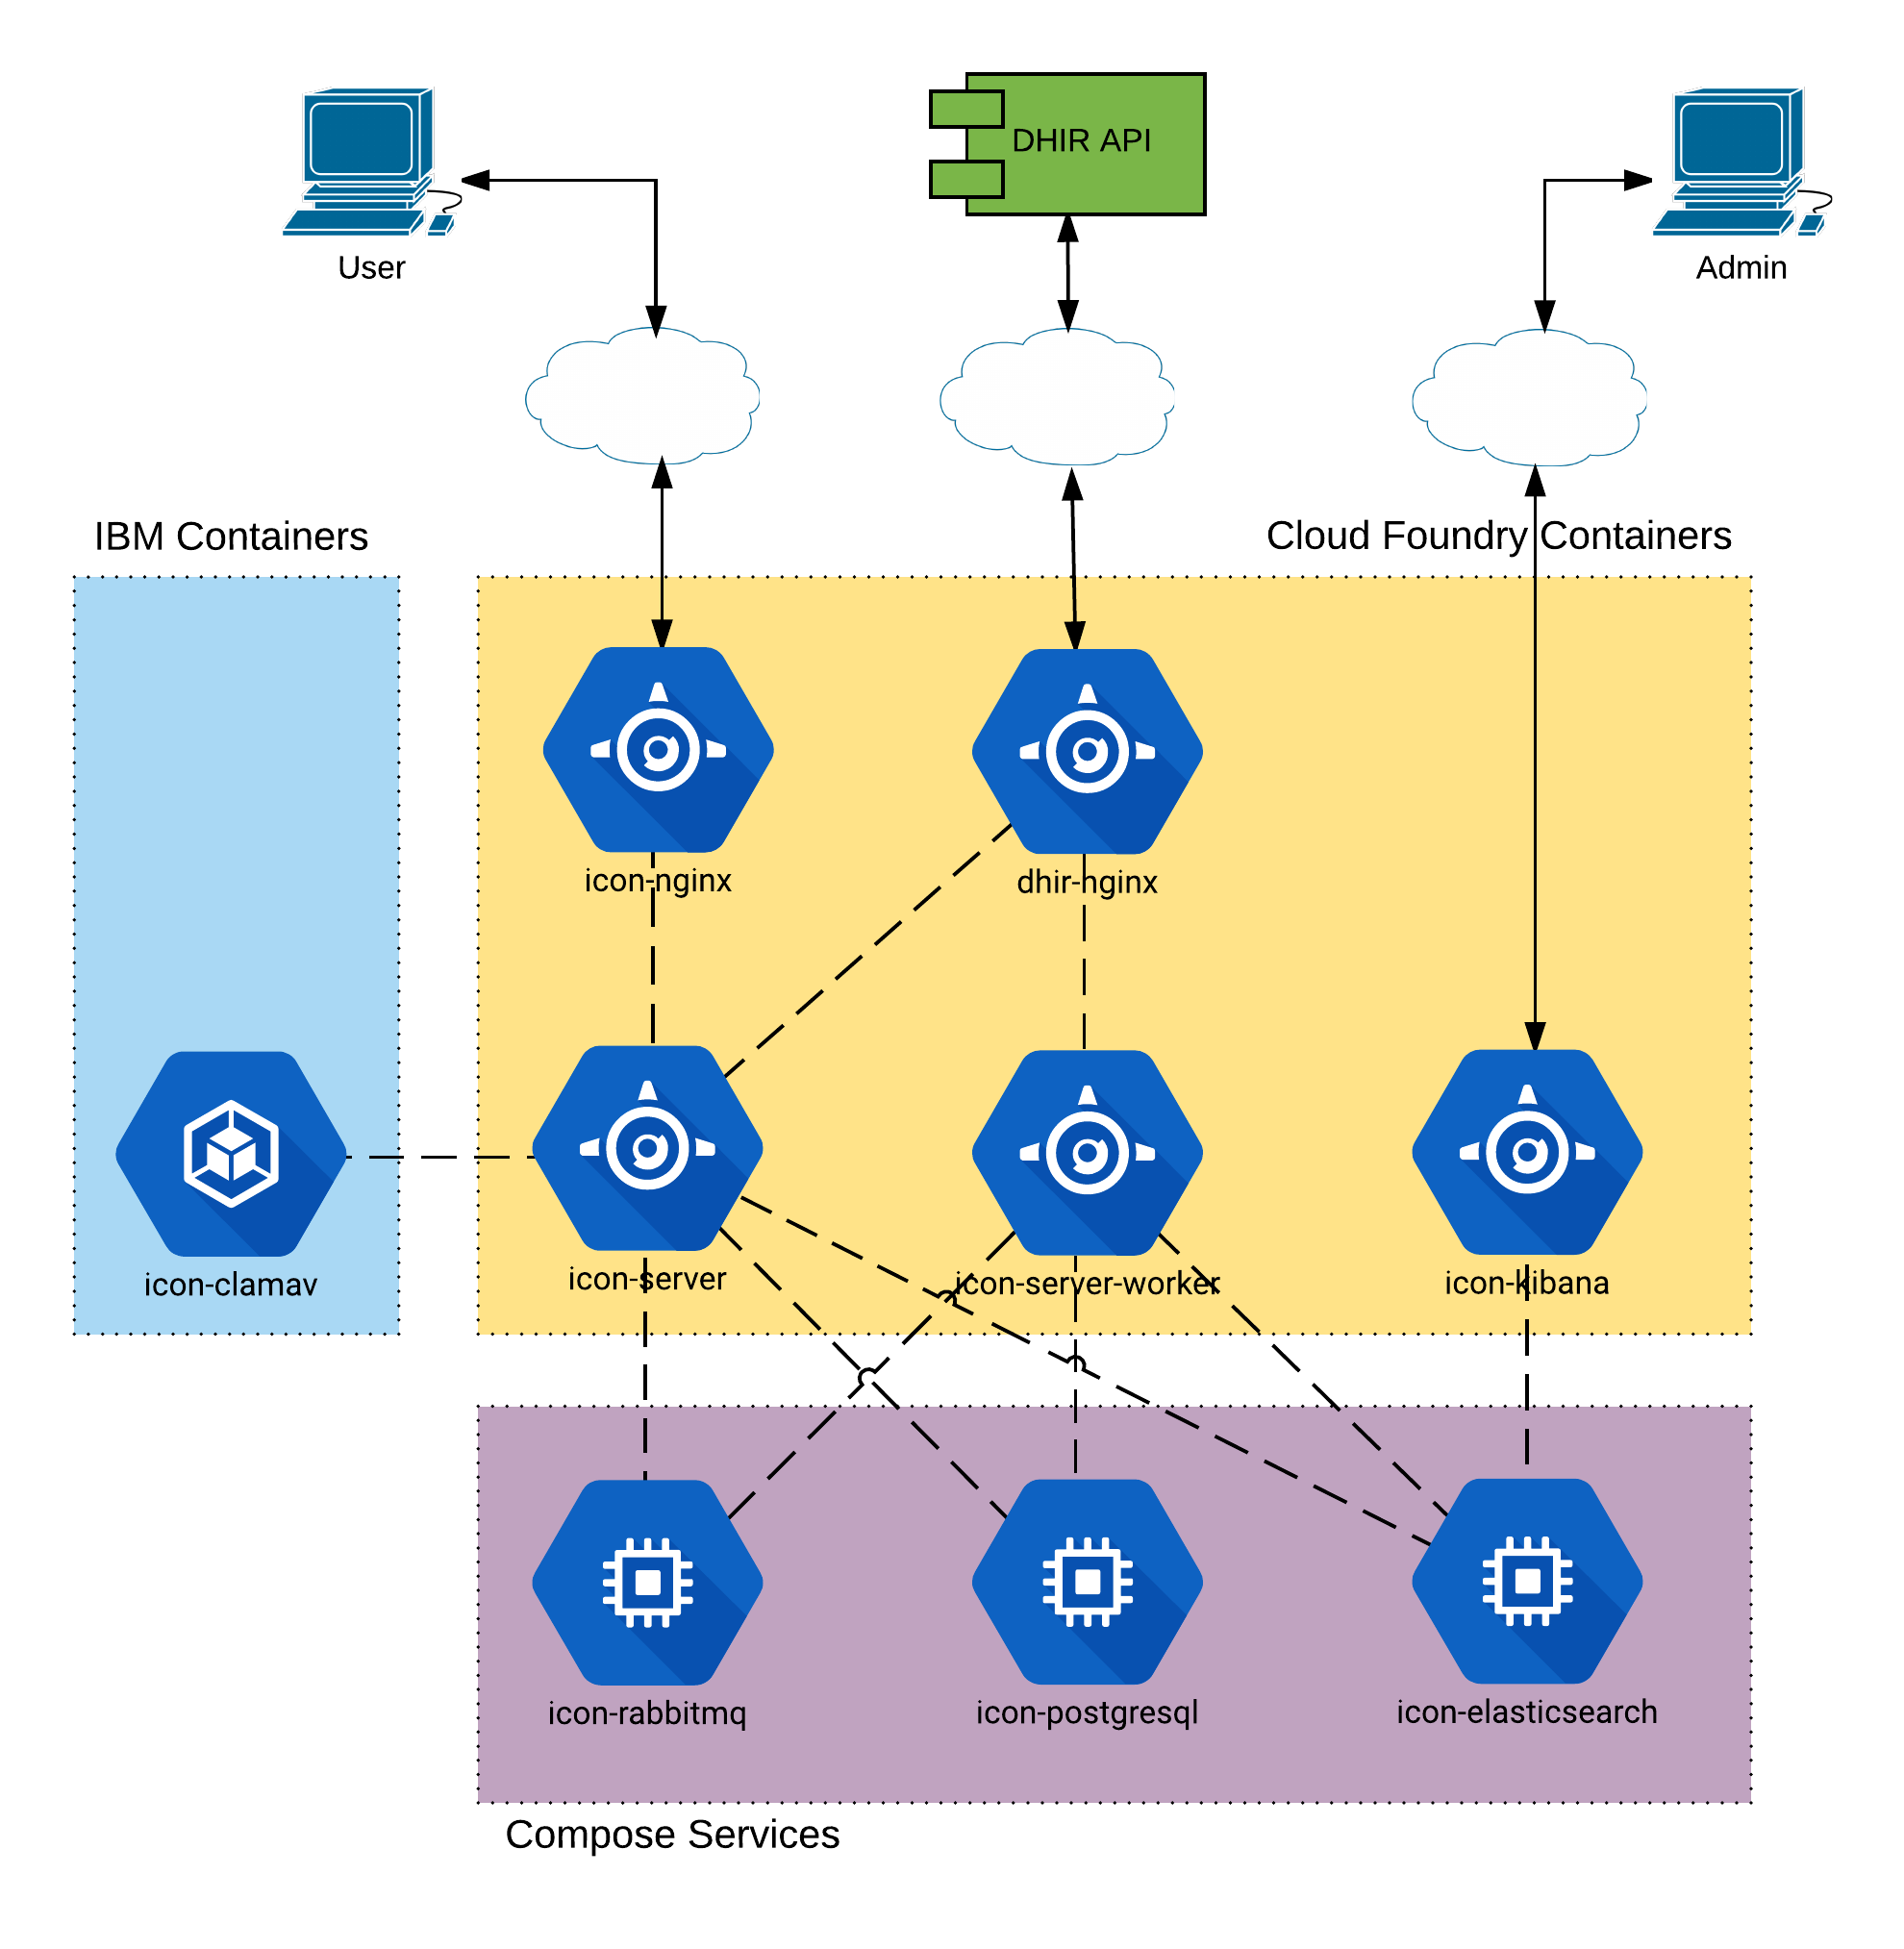 DHIR API
User
Admin
IBM Containers
Cloud Foundry Containers
icon-nginx
dhir-nginx
icon-clamav
icon-server
icon-server-worker
icon-kibana
icon-rabbitmq
icon-postgresql
icon-elasticsearch
Compose Services